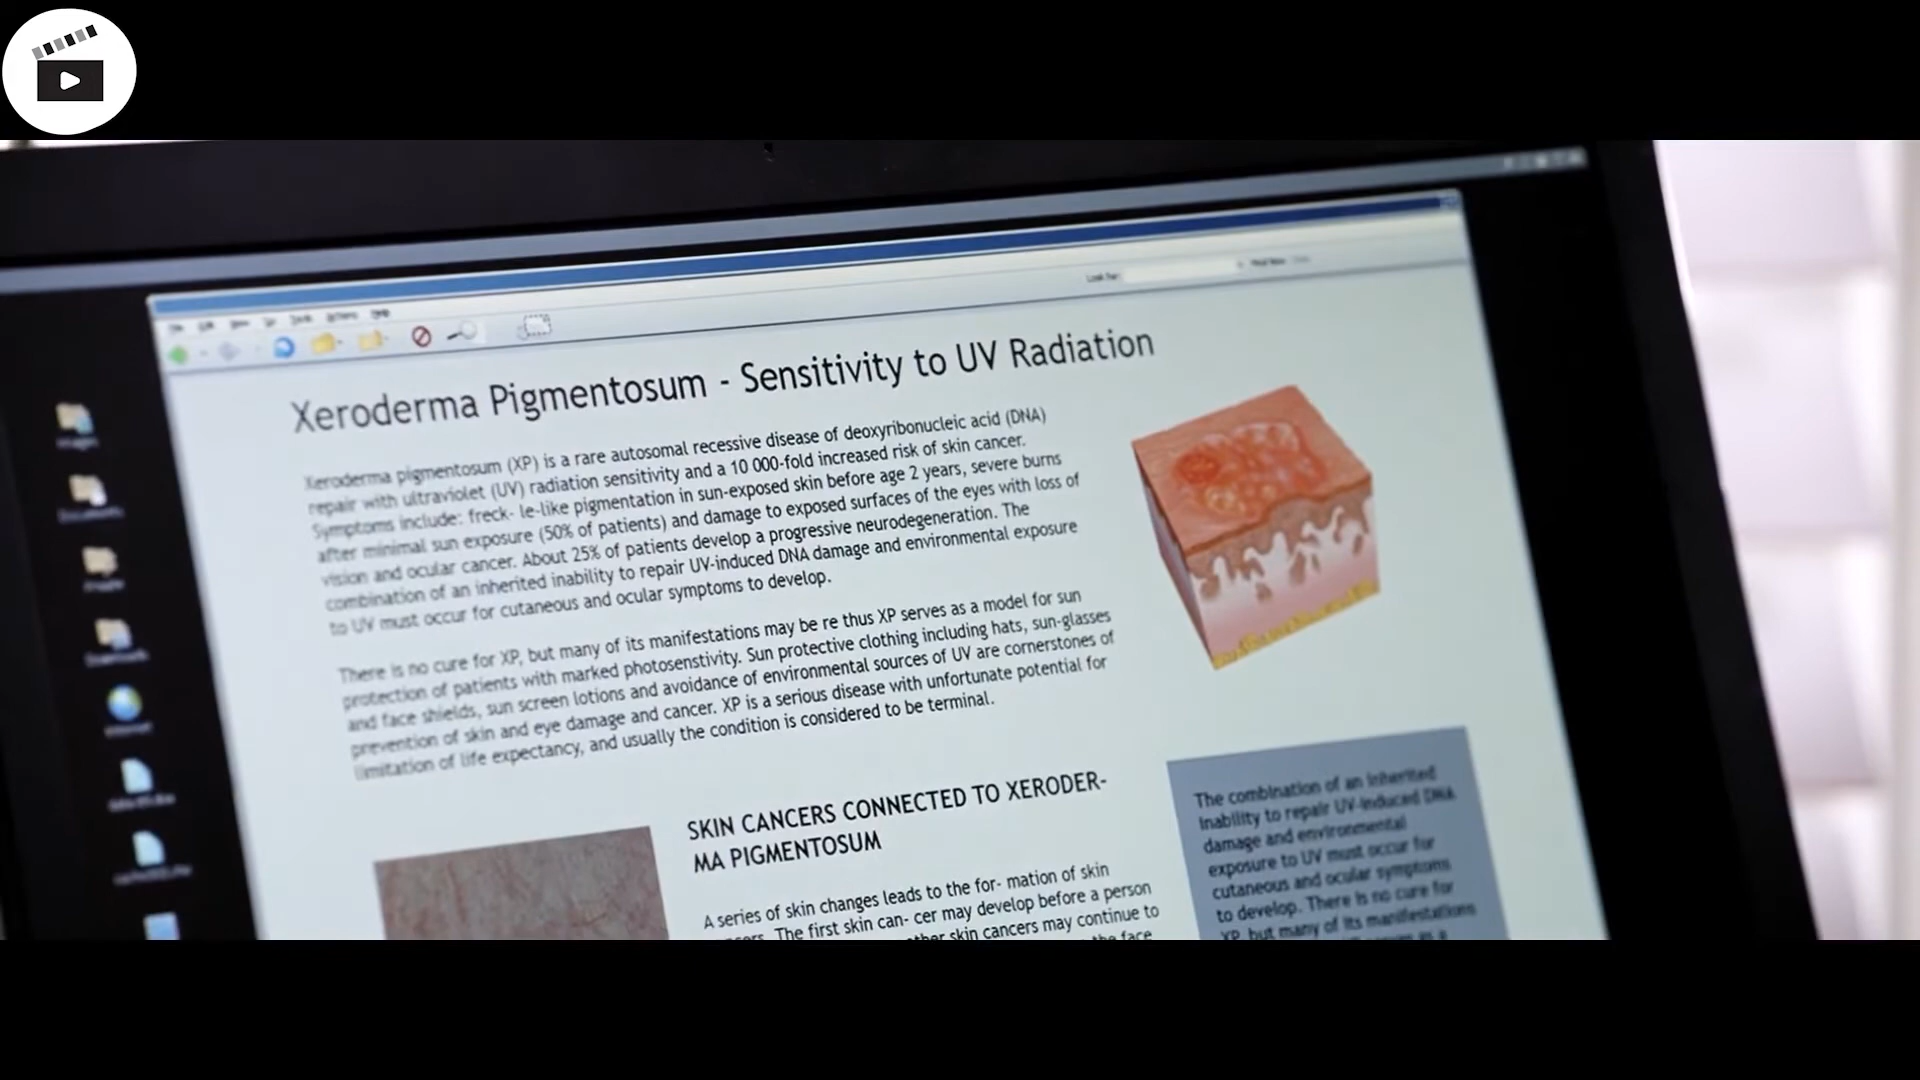 Xeroderma Pigmentosum - Sensitivity to UV Radiation
Xeroderma pigmentosum (XP) is a rare autosomal recessive disease of deoxyribonucleic acid (DNA)
repair with ultraviolet (UV) radiation sensitivity and a 10 000-fold increased risk of skin cancer.
Symptoms include: freck- le-like pigmentation in sun-exposed skin before age 2 years, severe burns
after minimal sun exposure (50% of patients) and damage to exposed surfaces of the eyes with loss of
vision and ocular cancer. About 25% of patients develop a progressive neurodegeneration. The
combination of an inherited inability to repair UV-induced DNA damage and environmental exposure
to UV must occur for cutaneous and ocular symptoms to develop.
There is no cure for XP, but many of its manifestations may be re thus XP serves as a model for sun
protection of patients with marked photosenstivity. Sun protective clothing including hats, sun-glasses
and face shields, sun screen lotions and avoidance of environmental sources of UV are cornerstones of
prevention of skin and eye damage and cancer. XP is a serious disease with unfortunate potential for
limitation of life expectancy, and usually the condition is considered to be terminal.
SKIN CANCERS CONNECTED TO XERODER-
MA PIGMENTOSUM
A series of skin changes leads to the for- mation of skin
The first skin can- cer may develop before a person
other skin cancers may continue to
the face
The combination of an inherited
inability to repair UV-induced DNA
damage and environmental
exposure to UV must occur for
cutaneous and ocular symptoms
to develop. There is no cure for
XP, but many of its manifestations